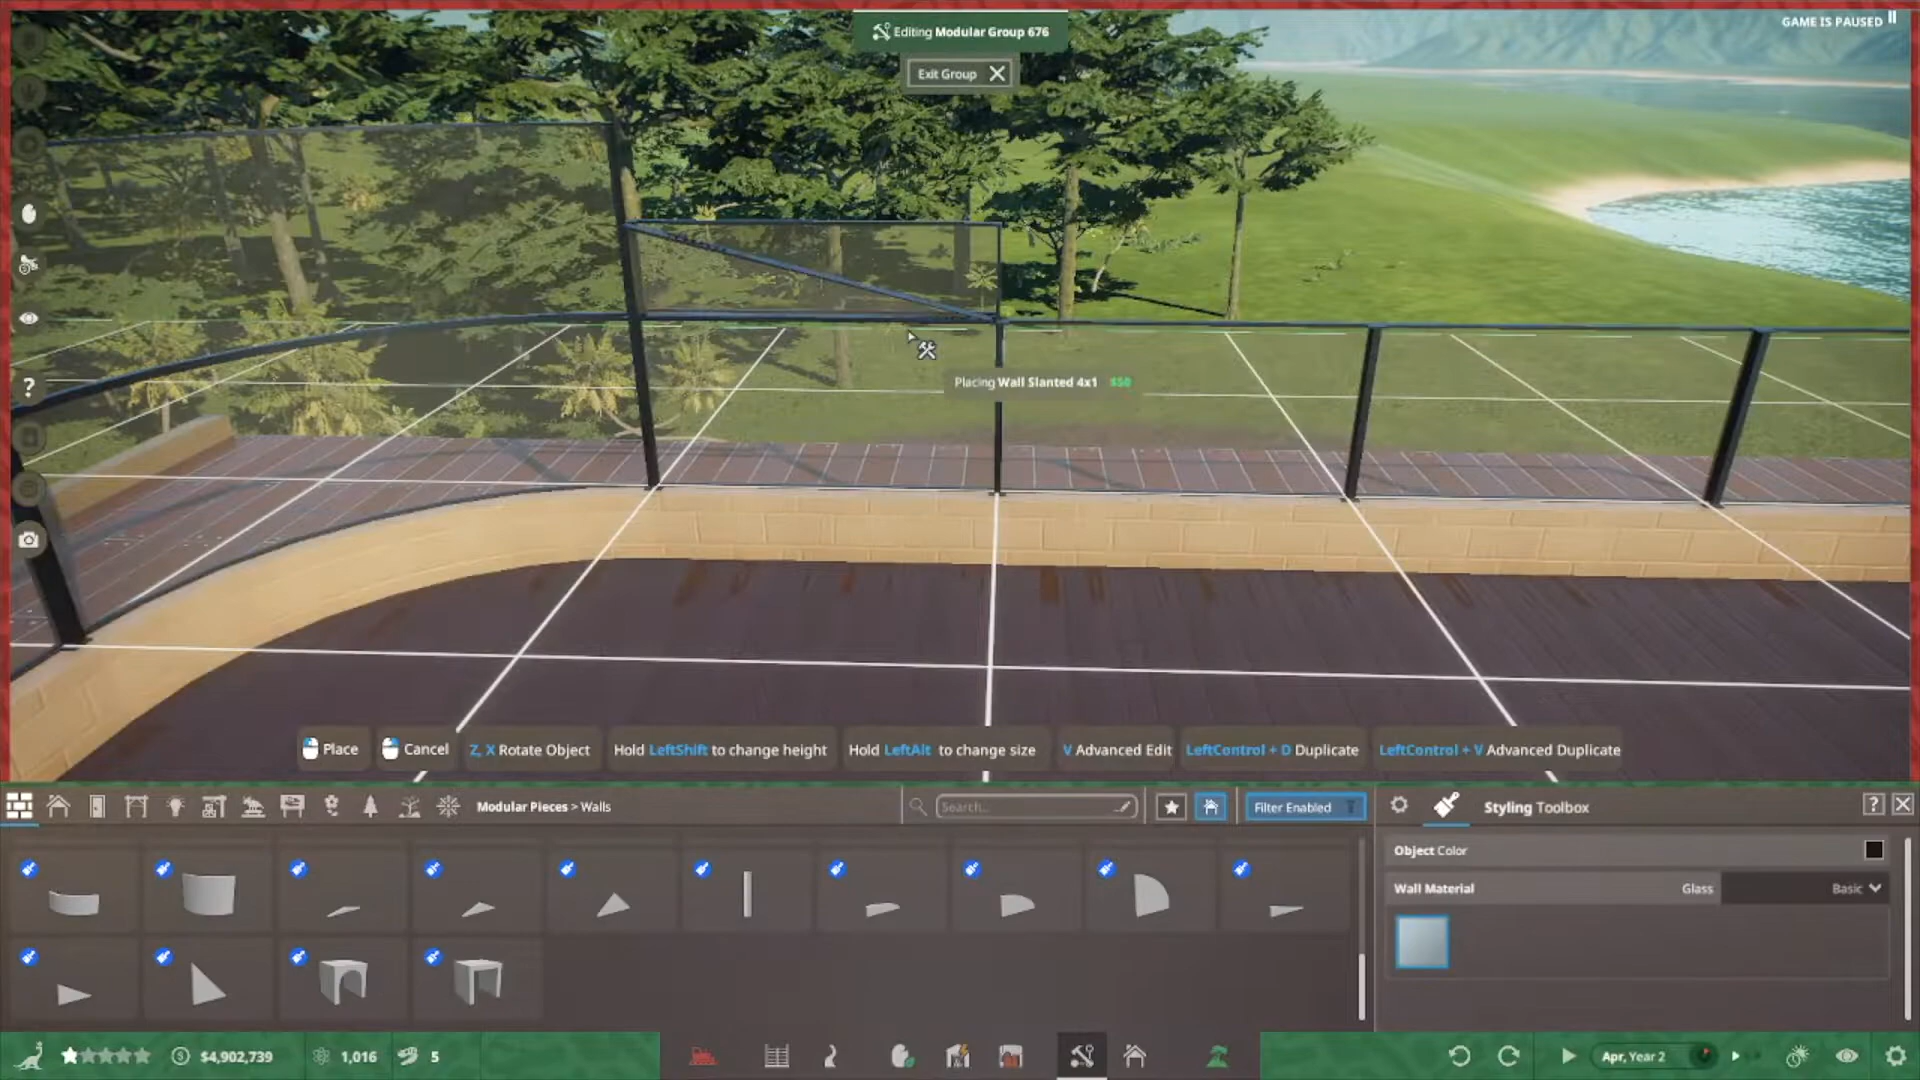 Editing Modular Group 676
GAME IS PAUSED
Exit Group
Placing Wall Slanted 4x1 $50
?
Place
Cancel
Z, X Rotate Object
Hold LeftShift to change height
Hold LeftAlt to change size
V Advanced Edit
LeftControl + D Duplicate
LeftControl + V Advanced Duplicate
Modular Pieces > Walls
Search...
Filter Enabled
Styling Toolbox
?
Object Color
Wall Material
Glass
Basic
$4,902,739
1,016
5
Apr, Year 2